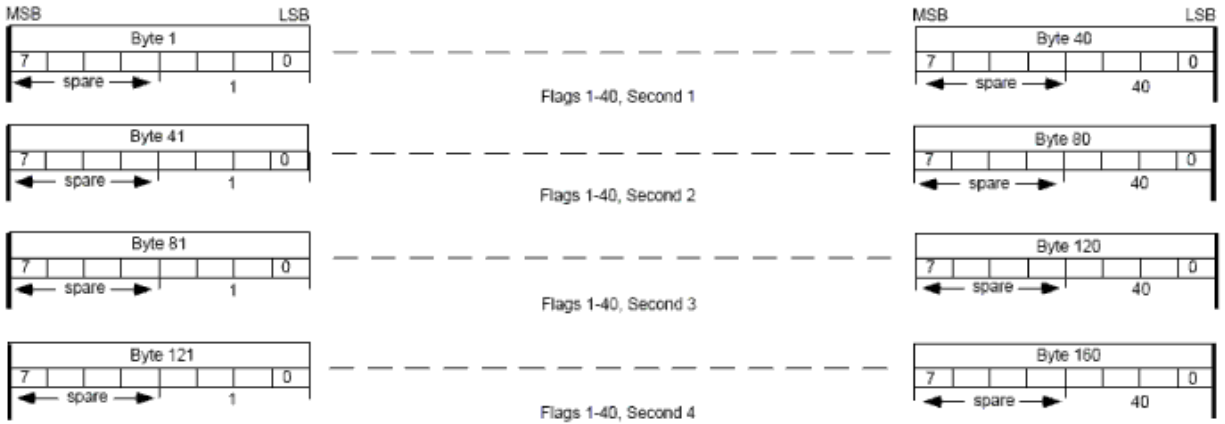 MSB LSB MSB LSB
Byte 1 Byte 40
7 0 7 0
spare 1 spare 40
Flags 1-40, Second 1
Byte 41 Byte 80
7 0 7 0
spare 1 spare 40
Flags 1-40, Second 2
Byte 81 Byte 120
7 0 7 0
spare 1 spare 40
Flags 1-40, Second 3
Byte 121 Byte 160
7 0 7 0
spare 1 spare 40
Flags 1-40, Second 4